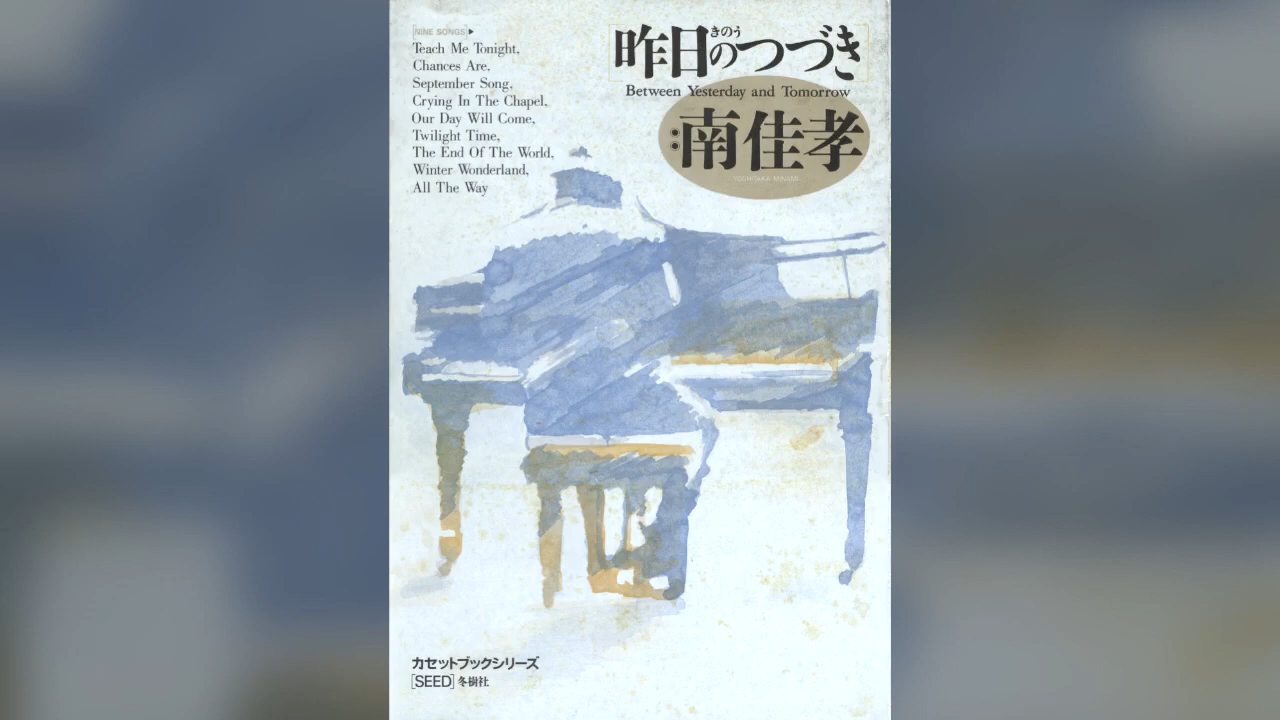 [NINE SONGS]▶
Teach Me Tonight,
Chances Are,
September Song,
Crying In The Chapel,
Our Day Will Come,
Twilight Time,
The End Of The World,
Winter Wonderland,
All The Way
きのう
昨日のつづき
Between Yesterday and Tomorrow
:南佳孝
YOSHITAKA MINAMI
カセットブックシリーズ
[SEED]冬樹社